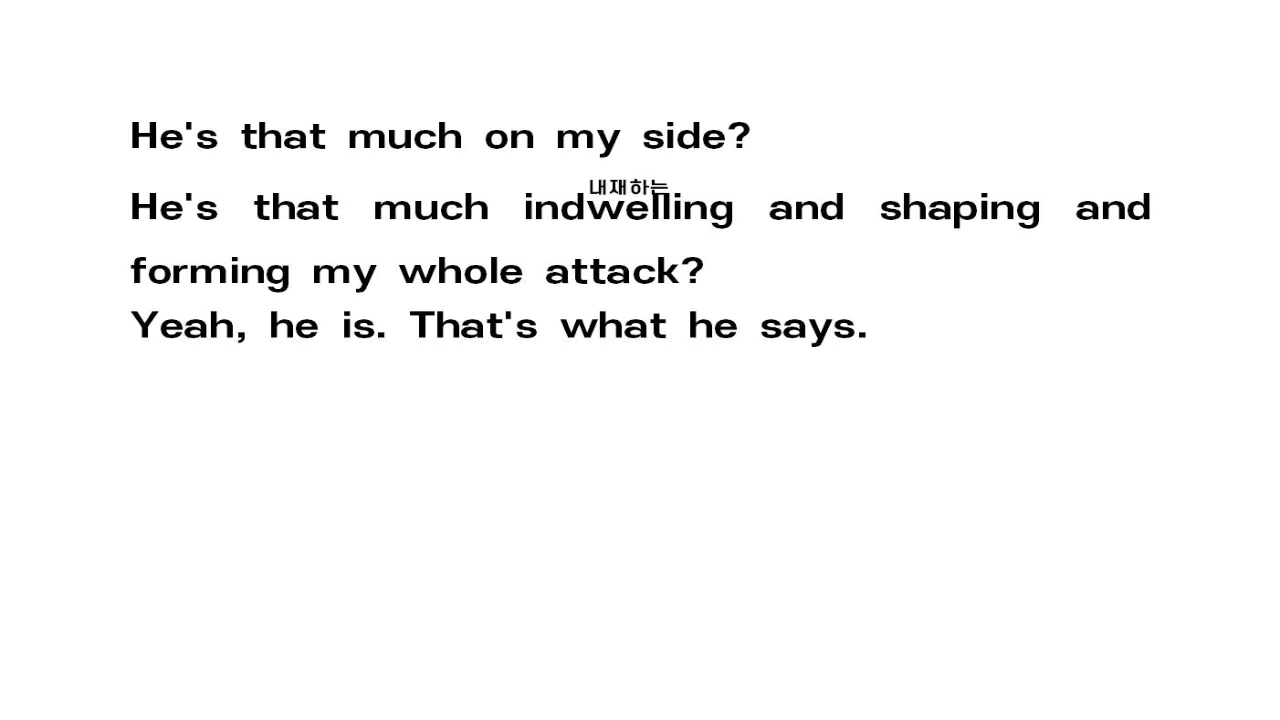 He's that much on my side?
내재하는
He's that much indwelling and shaping and
forming my whole attack?
Yeah, he is. That's what he says.